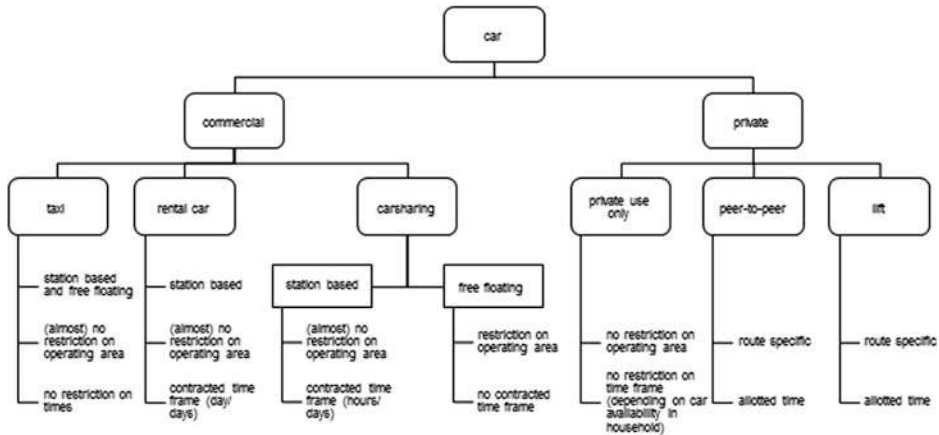 car
commercial
private
taxi
rental car
carsharing
private use
only
peer-to-peer
lift
station based
and free floating
station based
station based
free floating
(almost) no
restriction on
operating area
(almost) no
restriction on
operating area
(almost) no
restriction on
operating area
restriction on
operating area
no restriction on
operating area
route specific
route specific
no restriction on
times
contracted time
frame (day/
days)
contracted time
frame (hours/
days)
no contracted
time frame
no restriction on
time frame
(depending on car
availability in
household)
allotted time
allotted time